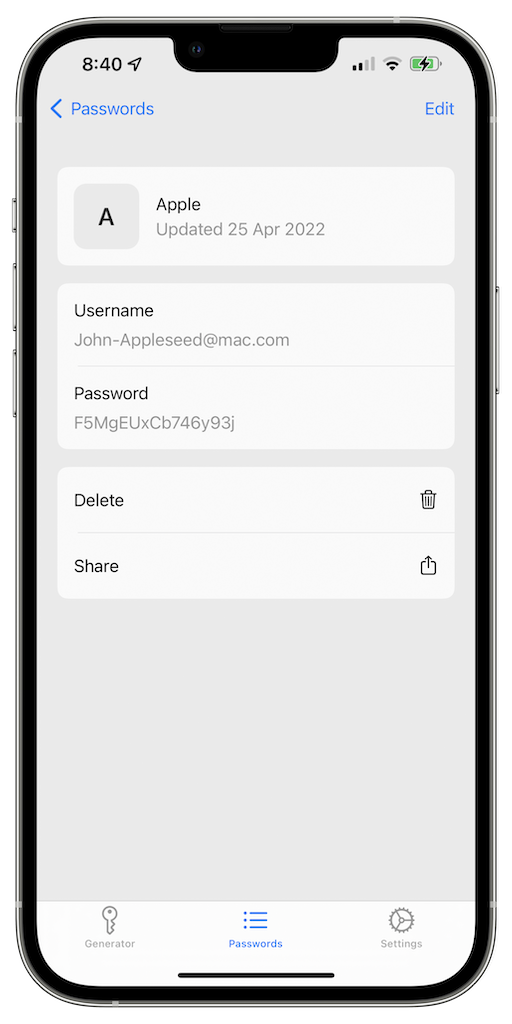 8:40
Passwords
Edit
A
Apple
Updated 25 Apr 2022
Username
John-Appleseed@mac.com
Password
F5MgEUxCb746y93j
Delete
Share
Generator
Passwords
Settings